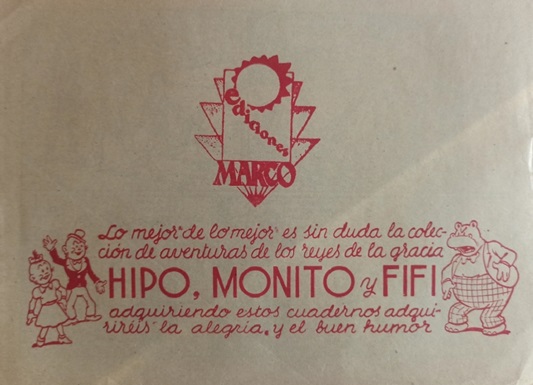 Ediciones
MARCO
Lo mejor de lo mejor es sin duda la colec-
ción de aventuras de los reyes de la gracia
HIPO, MONITO y FIFI
adquiriendo estos cuadernos adqui-
riréis la alegria y el buen humor